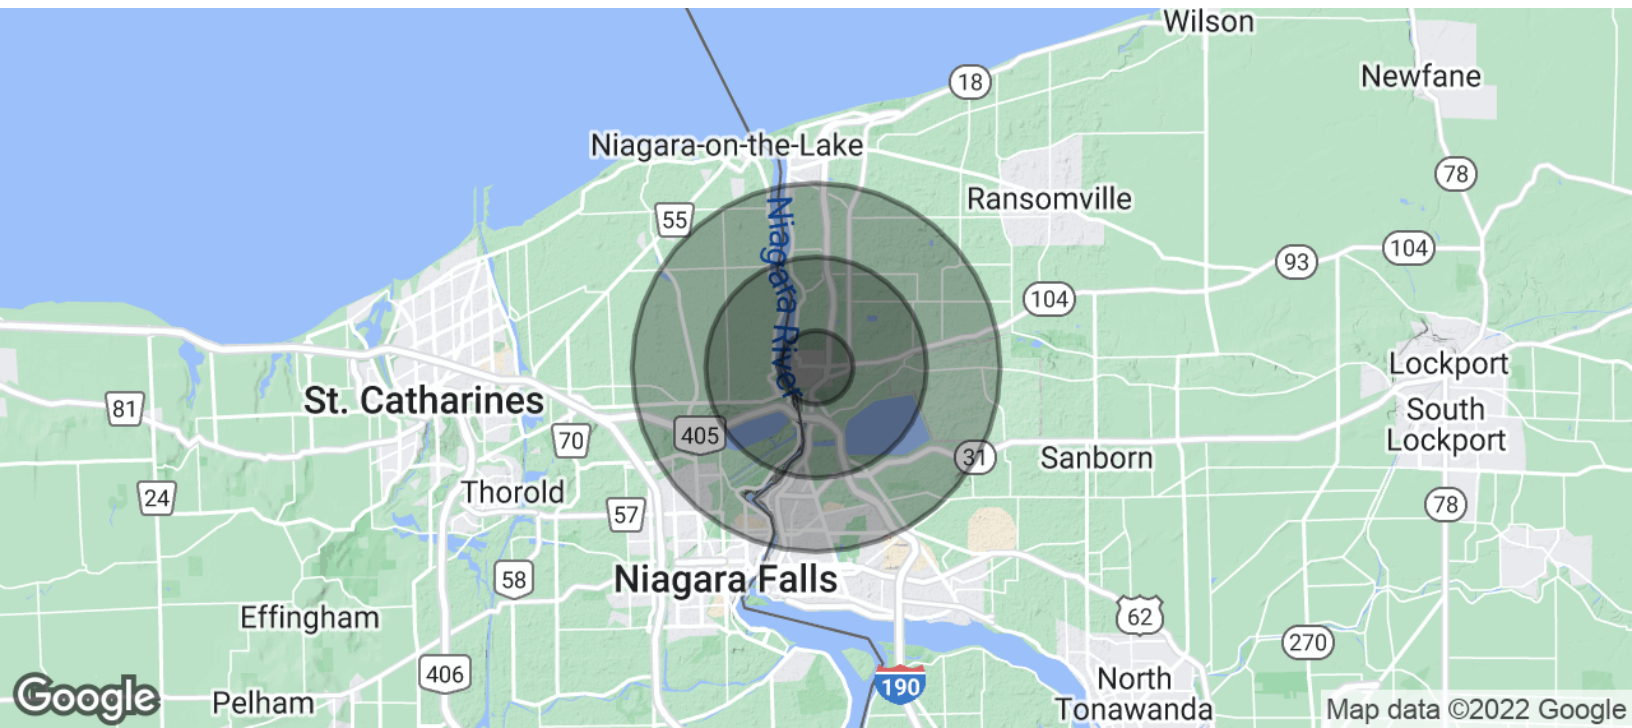 Wilson
Newfane
18
Niagara-on-the-Lake
78
Ransomville
55
Niagara River
104
93
104
Lockport
St. Catharines
81
South
Lockport
405
70
31
Sanborn
Thorold
24
57
78
58
Niagara Falls
Effingham
62
270
406
190
North
Tonawanda
Google
Pelham
Map data ©2022 Google